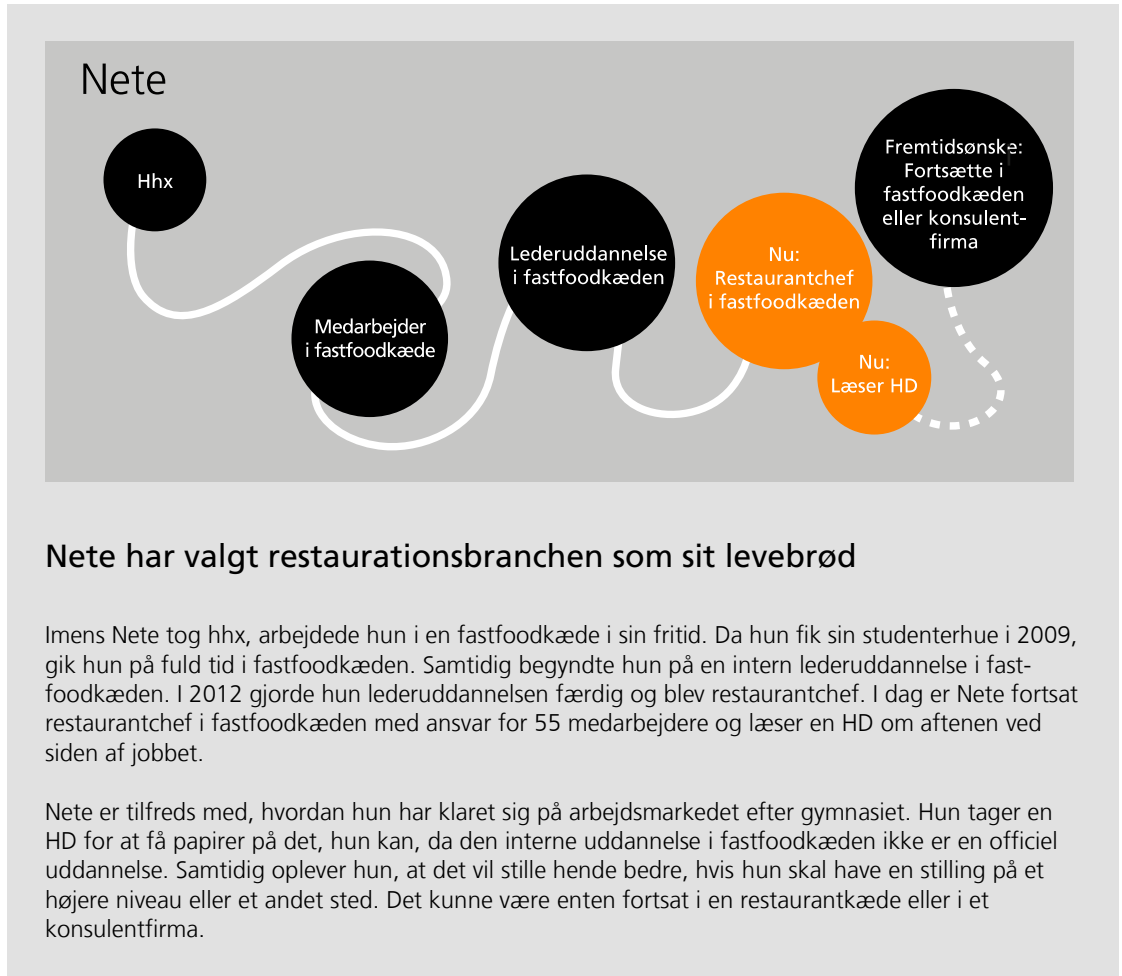 Nete
Hhx
Medarbejder
i fastfoodkæde
Lederuddannelse
i fastfoodkæden
Nu:
Restaurantchef
i fastfoodkæden
Nu:
Læser HD
Fremtidsønske:
Fortsætte i
fastfoodkæden
eller konsulent-
firma
Nete har valgt restaurationsbranchen som sit levebrød
Imens Nete tog hhx, arbejdede hun i en fastfoodkæde i sin fritid. Da hun fik sin studenterhue i 2009,
gik hun på fuld tid i fastfoodkæden. Samtidig begyndte hun på en intern lederuddannelse i fast-
foodkæden. I 2012 gjorde hun lederuddannelsen færdig og blev restaurantchef. I dag er Nete fortsat
restaurantchef i fastfoodkæden med ansvar for 55 medarbejdere og læser en HD om aftenen ved
siden af jobbet.
Nete er tilfreds med, hvordan hun har klaret sig på arbejdsmarkedet efter gymnasiet. Hun tager en
HD for at få papirer på det, hun kan, da den interne uddannelse i fastfoodkæden ikke er en officiel
uddannelse. Samtidig oplever hun, at det vil stille hende bedre, hvis hun skal have en stilling på et
højere niveau eller et andet sted. Det kunne være enten fortsat i en restaurantkæde eller i et
konsulentfirma.